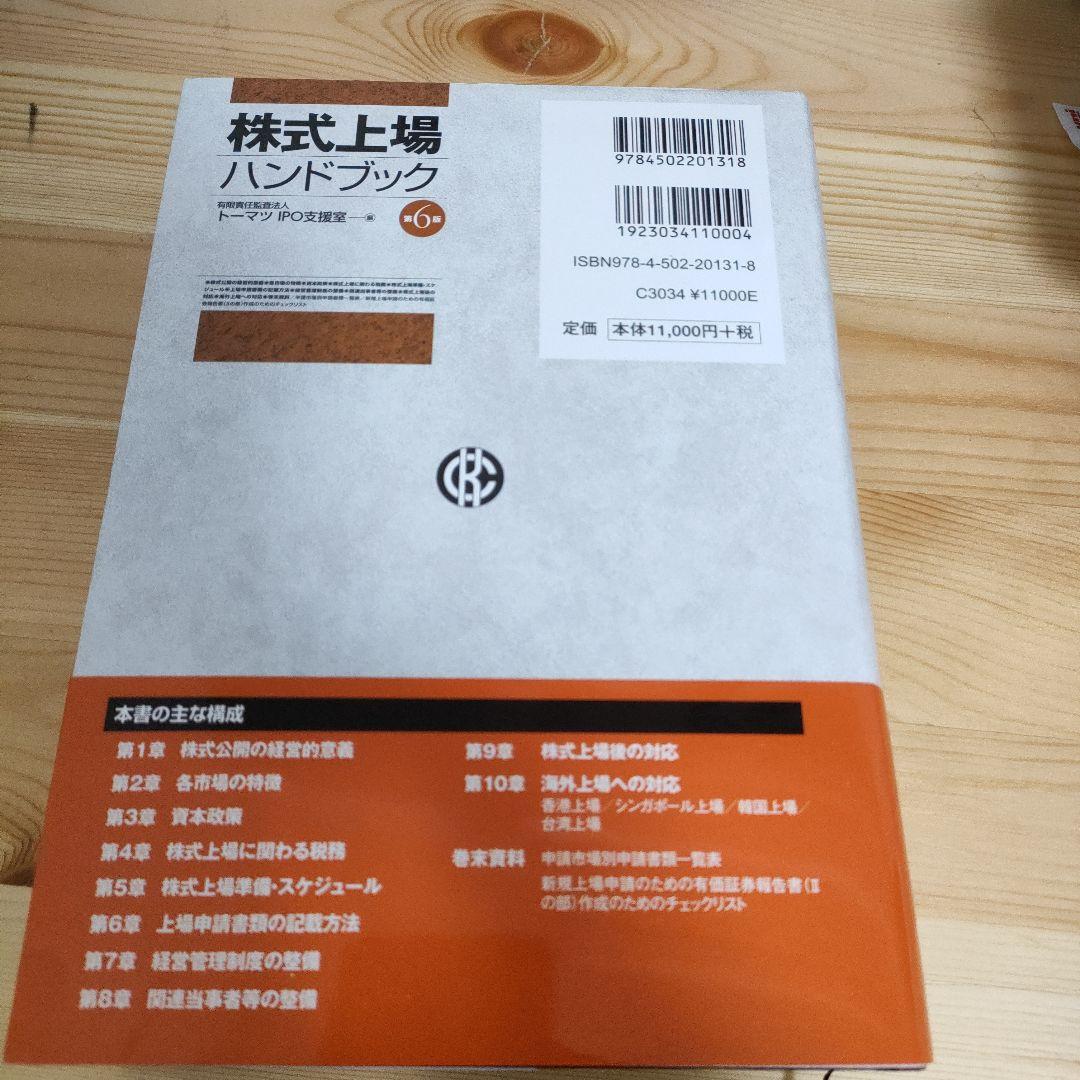 株式上場
ハンドブック
有限責任監査法人
トーマツ IPO支援室──編
第6版
9784502201318
1923034110004
ISBN978-4-502-20131-8
C3034 ¥11000E
定価 本体11,000円+税
本書の主な構成
第1章 株式公開の経営的意義
第2章 各市場の特徴
第3章 資本政策
第4章 株式上場に関わる税務
第5章 株式上場準備・スケジュール
第6章 上場申請書類の記載方法
第7章 経営管理制度の整備
第8章 関連当事者等の整備
第9章 株式上場後の対応
第10章 海外上場への対応
香港上場/シンガポール上場/韓国上場/
台湾上場
巻末資料 申請市場別申請書類一覧表
新規上場申請のための有価証券報告書(Ⅱ
の部)作成のためのチェックリスト